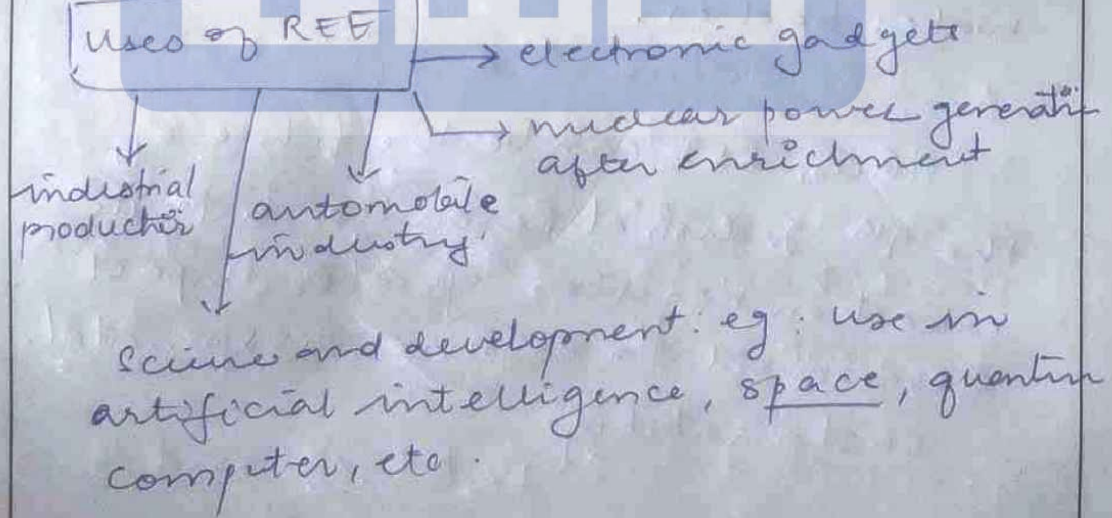 Uses of REE
→ electronic gadgets
→ nuclear power generati
after enrichment
industrial
production
automobile
industry
Science and development: eg: use in
artificial intelligence, space, quantum
computer, etc.